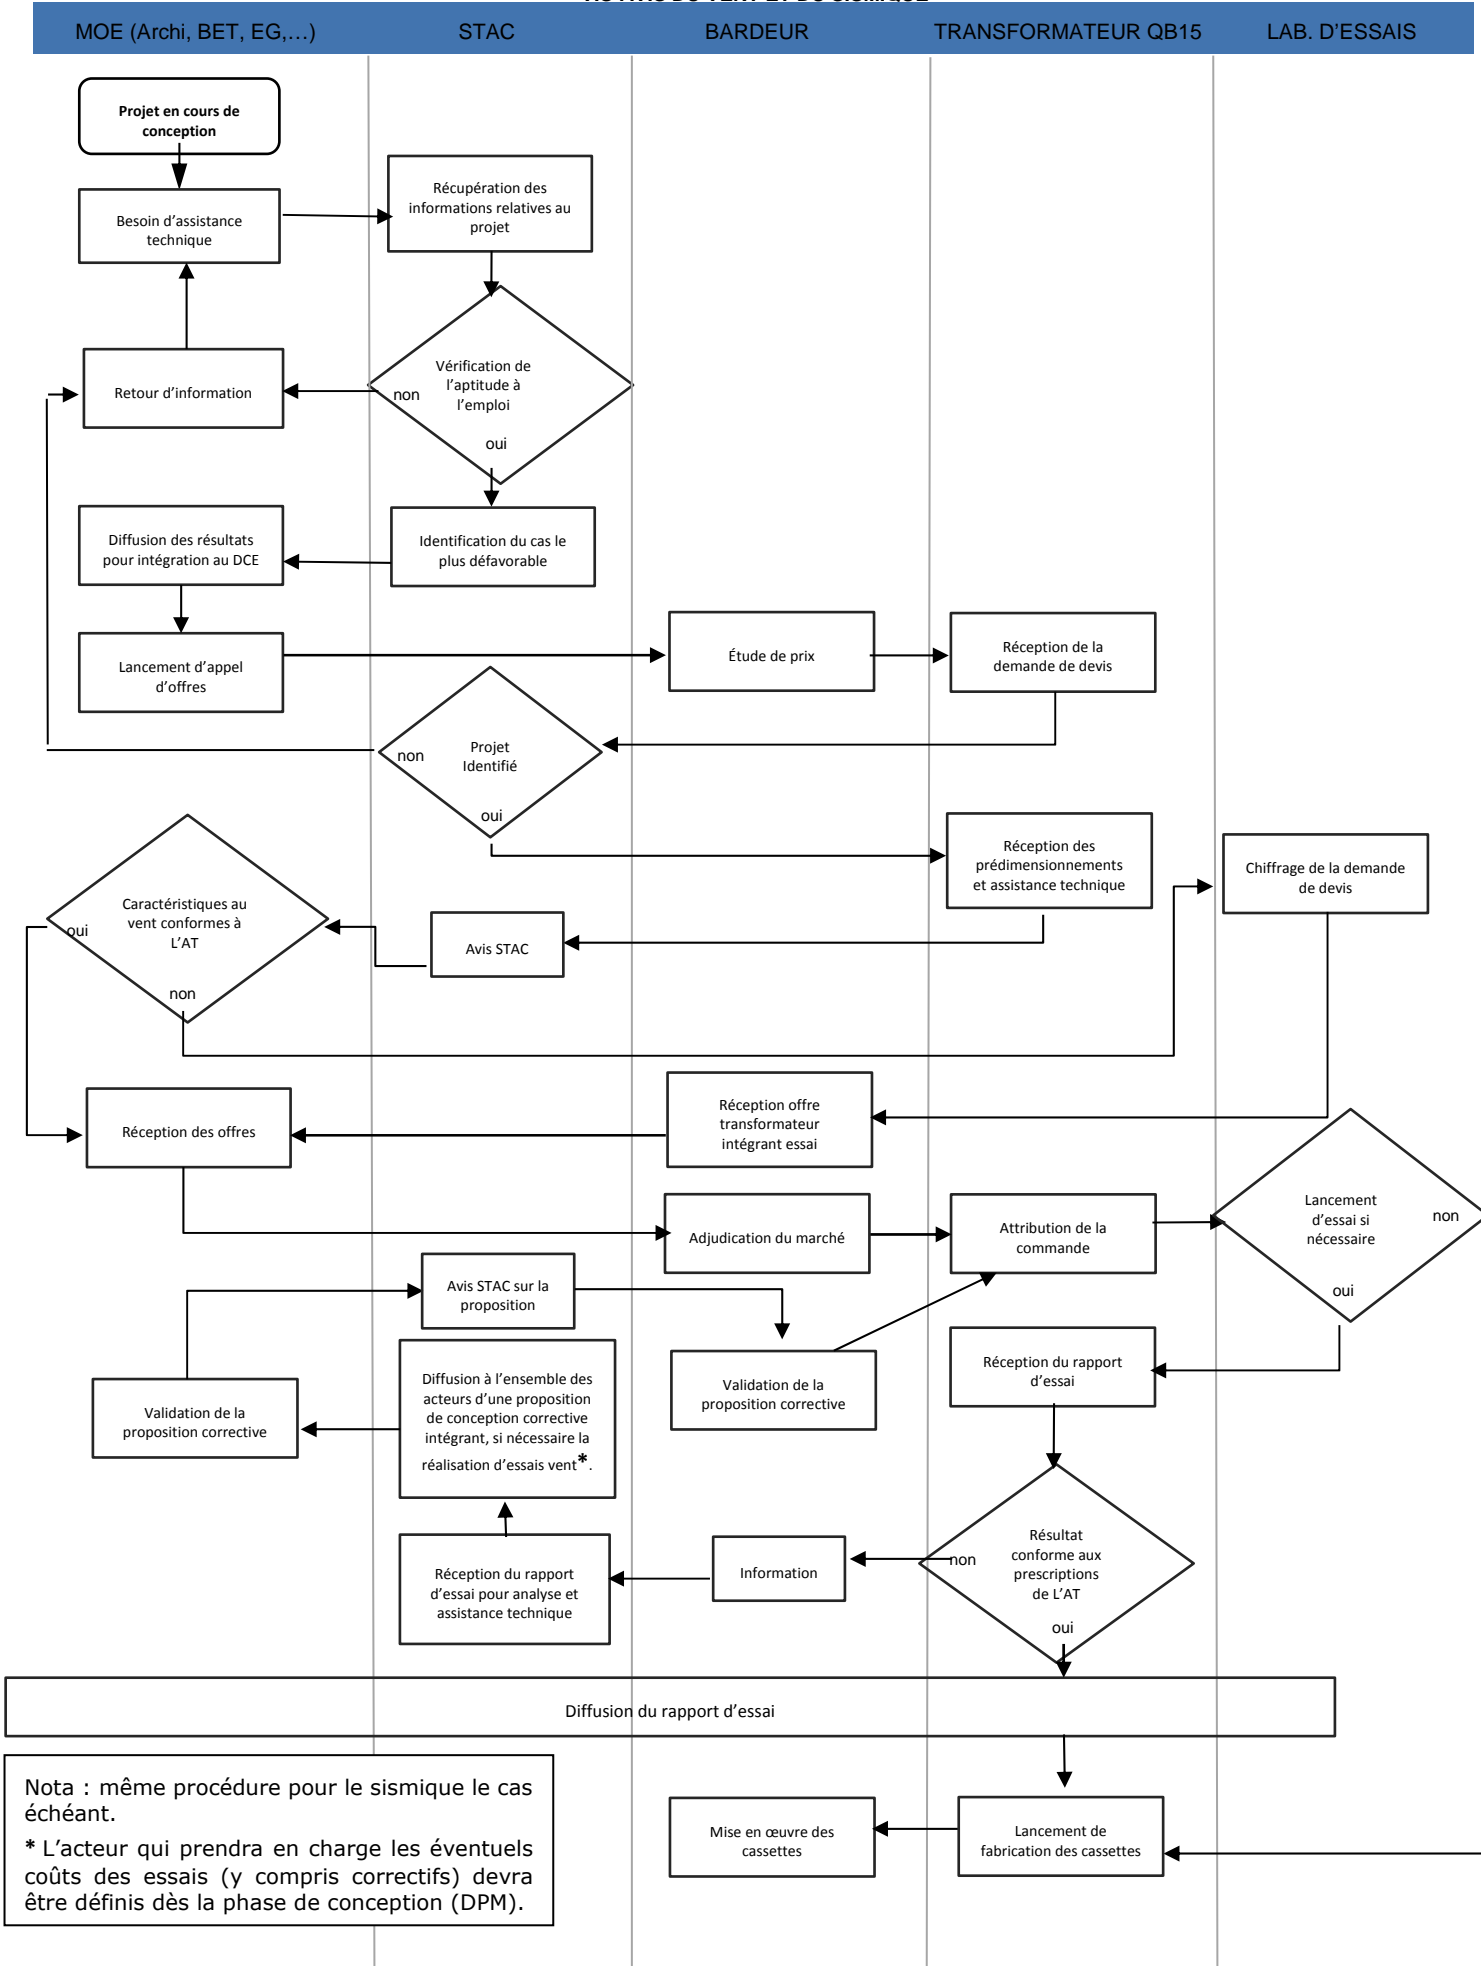 MOE (Archi, BET, EG,…)
STAC
BARDEUR
TRANSFORMATEUR QB15
LAB. D'ESSAIS
Projet en cours de
conception
Besoin d'assistance
technique
Récupération des
informations relatives au
projet
Vérification de
l'aptitude à
l'emploi
non
oui
Retour d'information
Diffusion des résultats
pour intégration au DCE
Identification du cas le
plus défavorable
Lancement d'appel
d'offres
Étude de prix
Réception de la
demande de devis
Projet
Identifié
non
oui
Réception des
prédimensionnements
et assistance technique
Chiffrage de la demande
de devis
Caractéristiques au
vent conformes à
L'AT
oui
non
Avis STAC
Réception offre
transformateur
intégrant essai
Réception des offres
Lancement
d'essai si
nécessaire
non
oui
Adjudication du marché
Attribution de la
commande
Avis STAC sur la
proposition
Réception du rapport
d'essai
Diffusion à l'ensemble des
acteurs d'une proposition
de conception corrective
intégrant, si nécessaire la
réalisation d'essais vent*.
Validation de la
proposition corrective
Validation de la
proposition corrective
Résultat
conforme aux
prescriptions
de L'AT
non
oui
Information
Réception du rapport
d'essai pour analyse et
assistance technique
Diffusion du rapport d'essai
Nota : même procédure pour le sismique le cas
échéant.
* L'acteur qui prendra en charge les éventuels
coûts des essais (y compris correctifs) devra
être définis dès la phase de conception (DPM).
Mise en œuvre des
cassettes
Lancement de
fabrication des cassettes